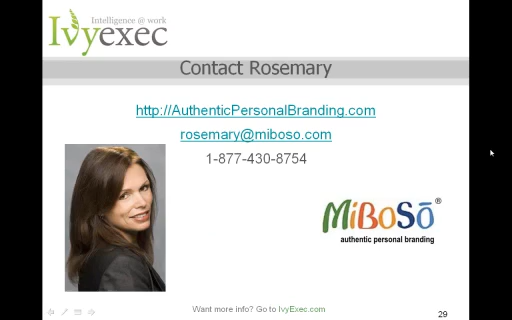 Intelligence @ work
Ivyexec
Contact Rosemary
http://AuthenticPersonalBranding.com
rosemary@miboso.com
1-877-430-8754
MiBoSō®
authentic personal branding
Want more info? Go to IvyExec.com
29